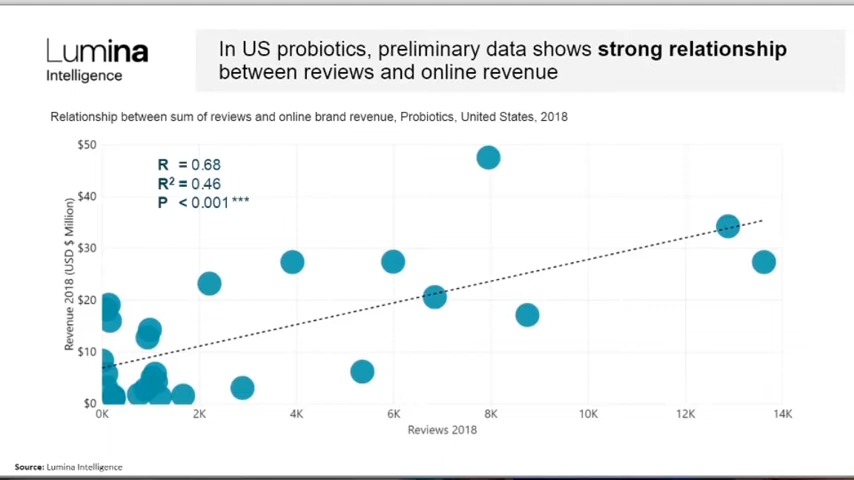 Lumina
Intelligence
In US probiotics, preliminary data shows strong relationship
between reviews and online revenue
Relationship between sum of reviews and online brand revenue, Probiotics, United States, 2018
R = 0.68
R² = 0.46
P < 0.001 ***
Revenue 2018 (USD $ Million)
$50
$40
$30
$20
$10
$0
0K 2K 4K 6K 8K 10K 12K 14K
Reviews 2018
Source: Lumina Intelligence